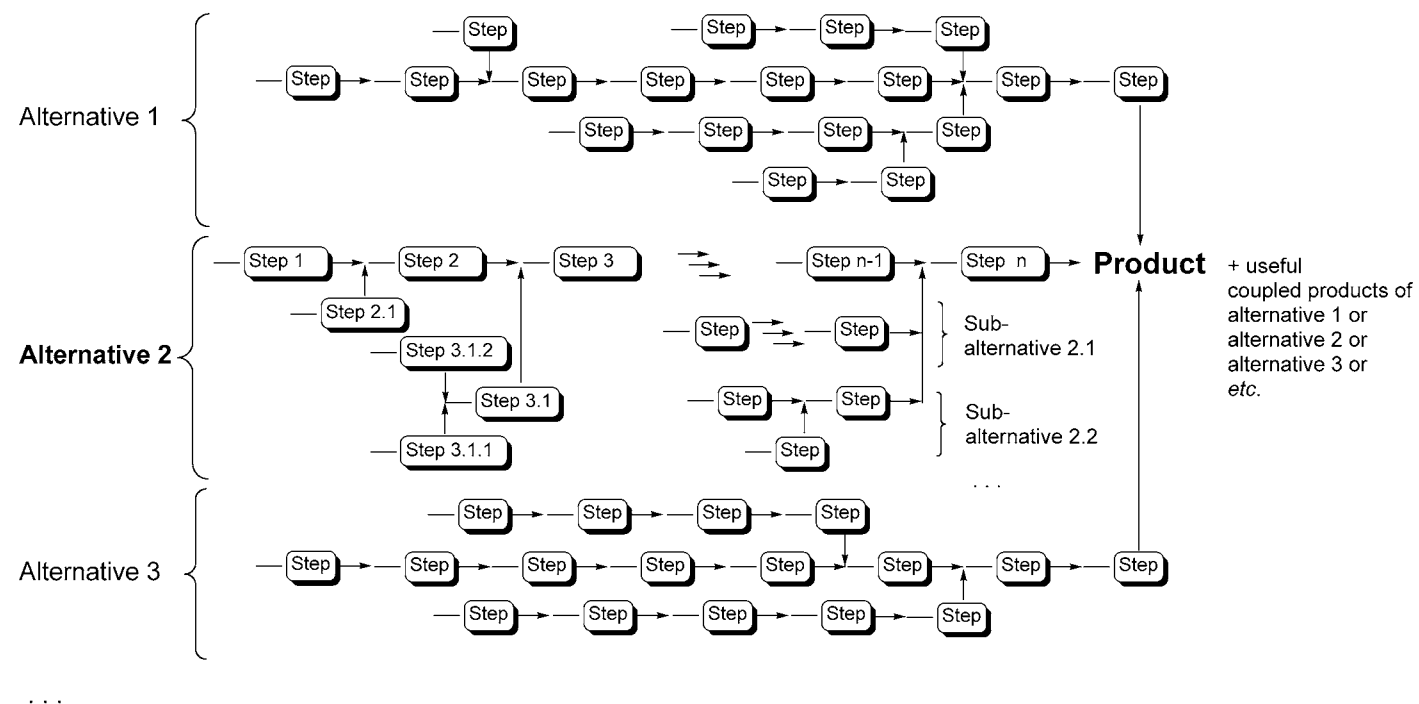 Step Step Step Step
Step Step Step Step Step Step Step Step
Alternative 1
Step Step Step Step
Step Step
Step 1 Step 2 Step 3 Step n-1 Step n Product
+ useful
coupled products of
alternative 1 or
alternative 2 or
alternative 3 or
etc.
Step 2.1 Step Step Sub-
alternative 2.1
Alternative 2
Step 3.1.2
Step 3.1 Step Step Sub-
alternative 2.2
Step 3.1.1 Step
. . .
Step Step Step Step
Alternative 3
Step Step Step Step Step Step Step Step
Step Step Step Step Step
. . .